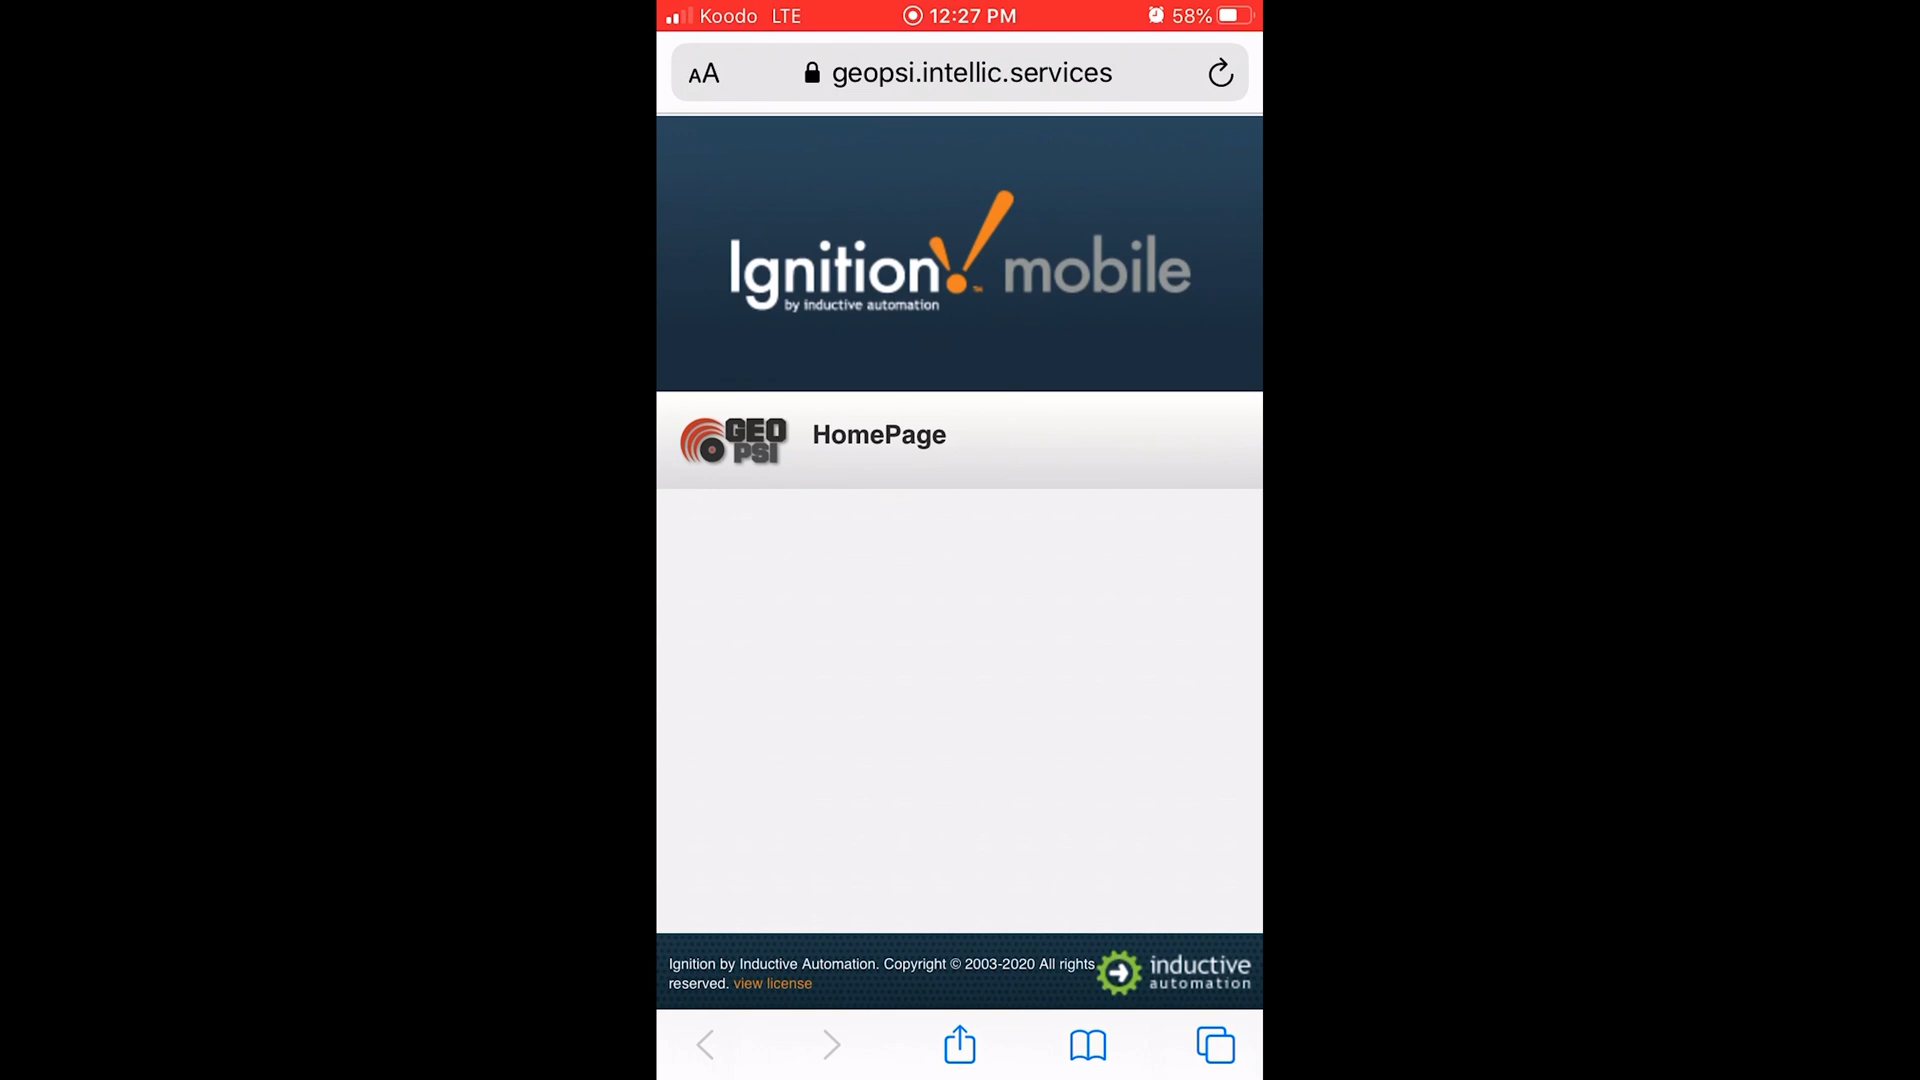 Koodo LTE 12:27 PM 58%
AA geopsi.intellic.services
Ignition! ™ mobile
by inductive automation
GEO PSI HomePage
Ignition by Inductive Automation. Copyright © 2003-2020 All rights
reserved. view license
inductive
automation